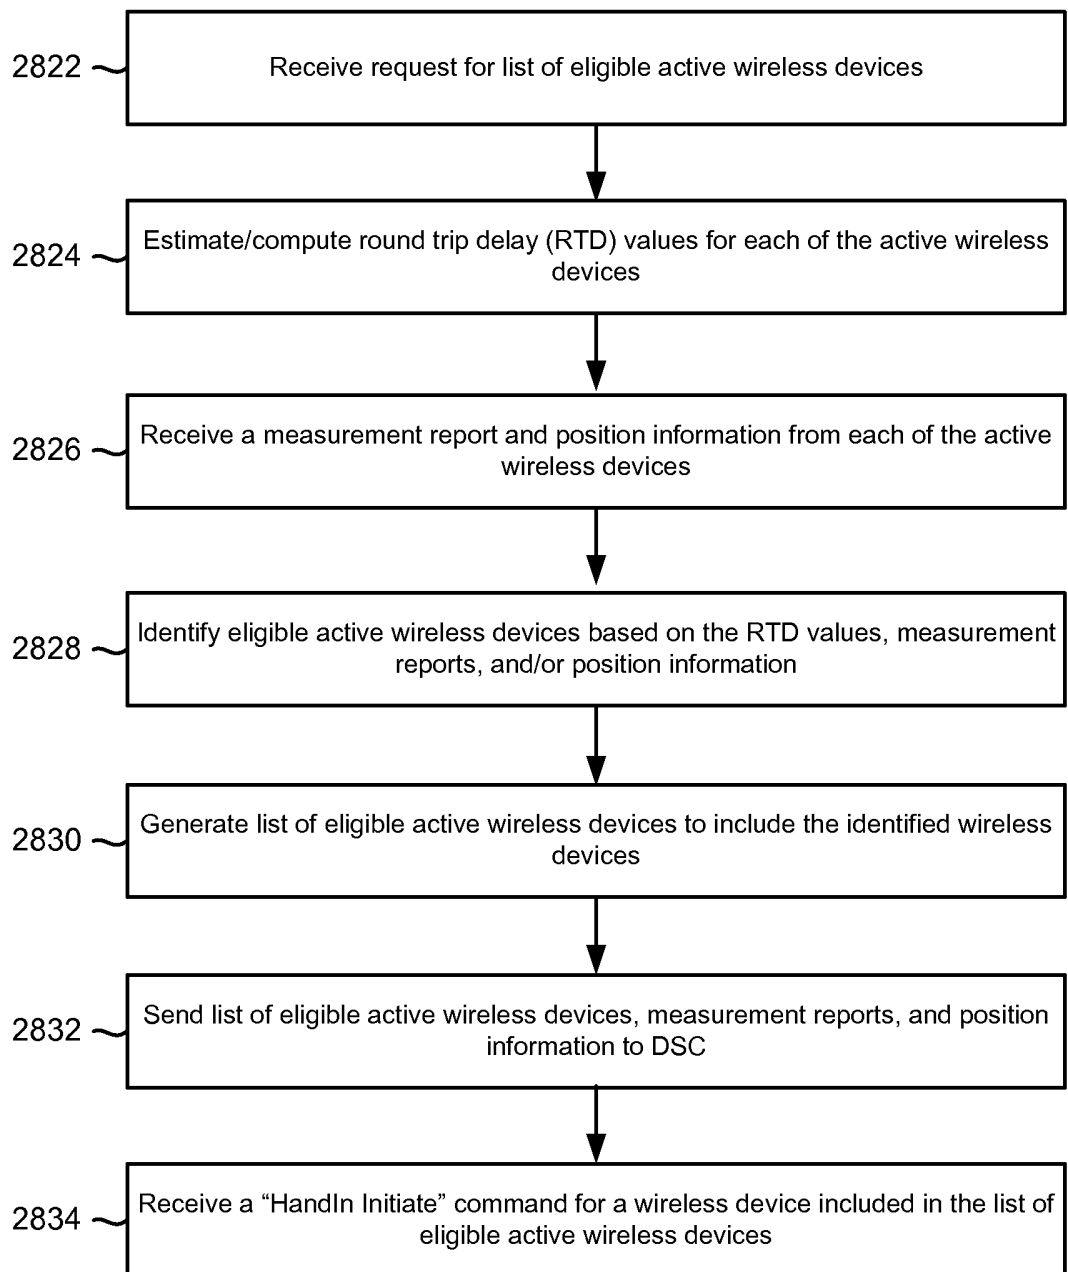 2822
Receive request for list of eligible active wireless devices
2824
Estimate/compute round trip delay (RTD) values for each of the active wireless
devices
2826
Receive a measurement report and position information from each of the active
wireless devices
2828
Identify eligible active wireless devices based on the RTD values, measurement
reports, and/or position information
2830
Generate list of eligible active wireless devices to include the identified wireless
devices
2832
Send list of eligible active wireless devices, measurement reports, and position
information to DSC
2834
Receive a “HandIn Initiate” command for a wireless device included in the list of
eligible active wireless devices